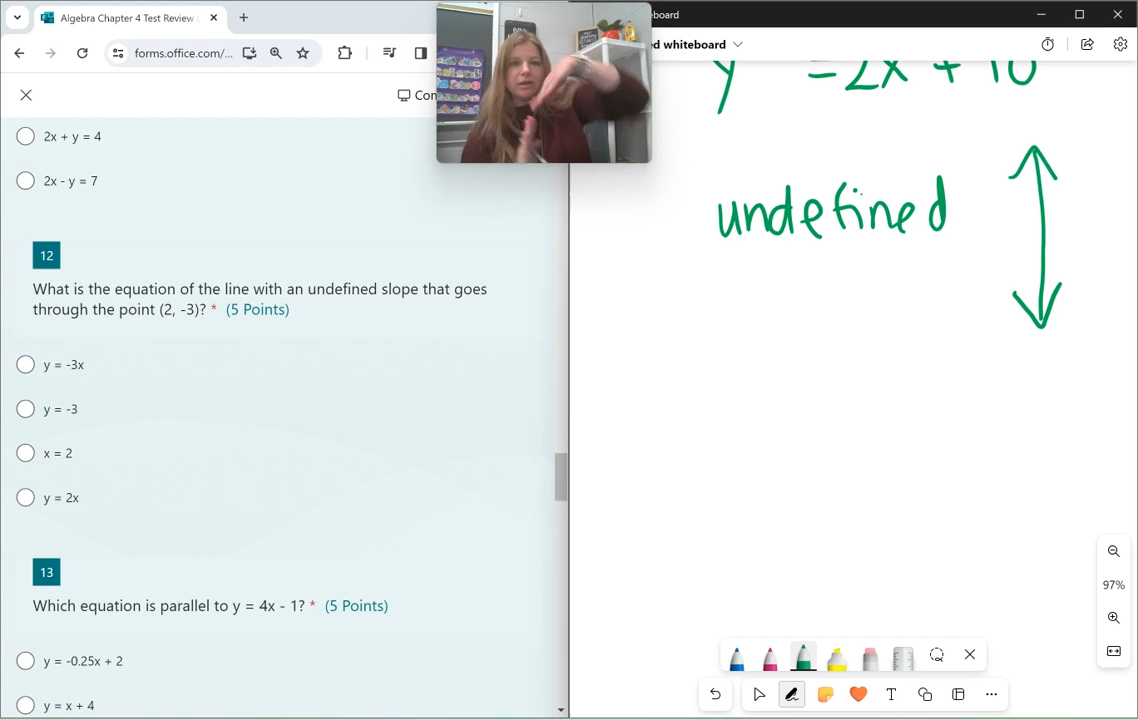 Algebra Chapter 4 Test Review
forms.office.com/...
eboard
ed whiteboard
Con
y = 2x + 10
2x + y = 4
2x - y = 7
undefined
12
What is the equation of the line with an undefined slope that goes
through the point (2, -3)? * (5 Points)
y = -3x
y = -3
x = 2
y = 2x
13
Which equation is parallel to y = 4x - 1? * (5 Points)
y = -0.25x + 2
y = x + 4
97%
T